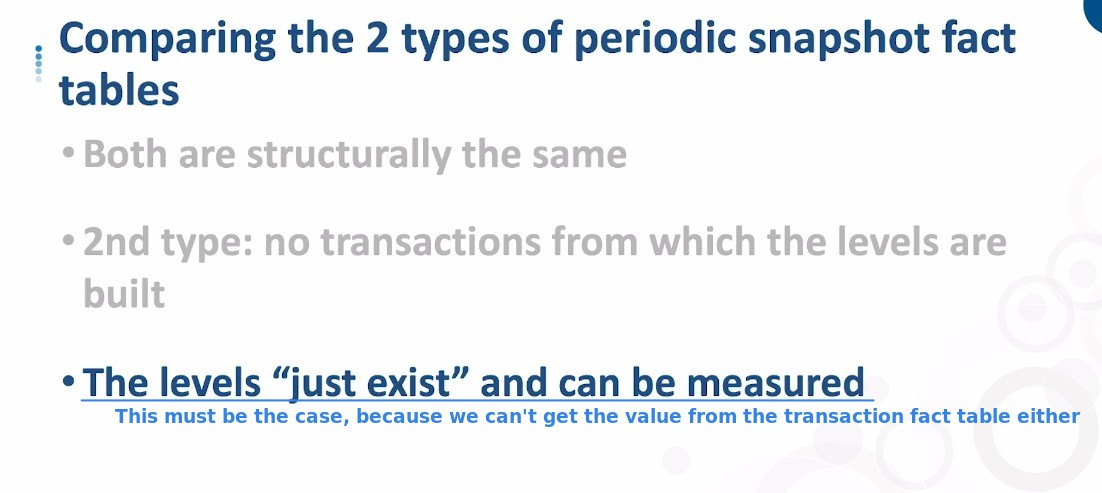 Comparing the 2 types of periodic snapshot fact
tables
• Both are structurally the same
• 2nd type: no transactions from which the levels are
built
• The levels “just exist” and can be measured
This must be the case, because we can't get the value from the transaction fact table either